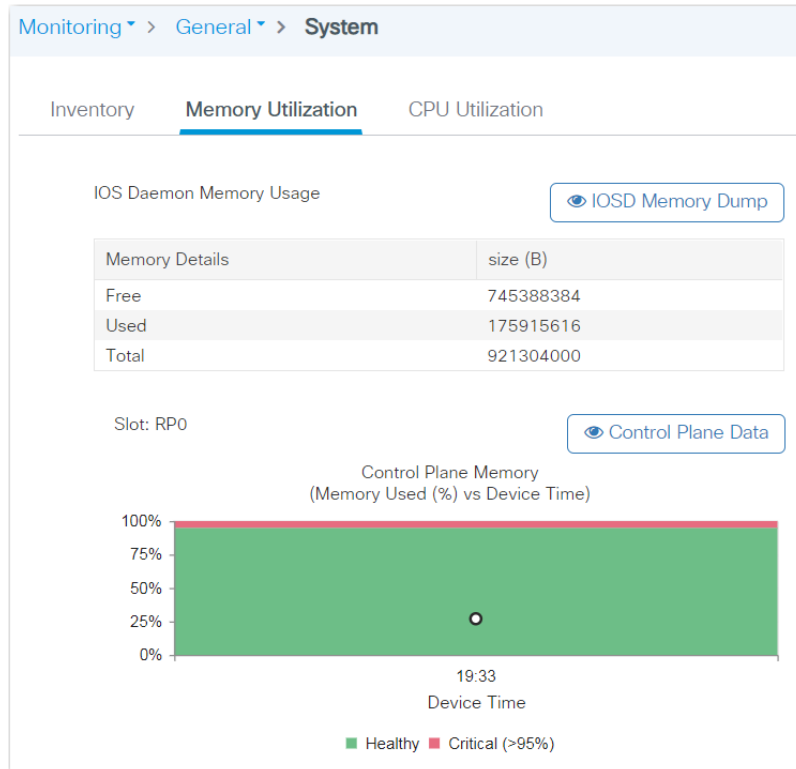 Monitoring > General > System
Inventory Memory Utilization CPU Utilization
IOS Daemon Memory Usage
IOSD Memory Dump
Memory Details size (B)
Free 745388384
Used 175915616
Total 921304000
Slot: RP0
Control Plane Data
Control Plane Memory
(Memory Used (%) vs Device Time)
100%
75%
50%
25%
0%
19:33
Device Time
Healthy Critical (>95%)